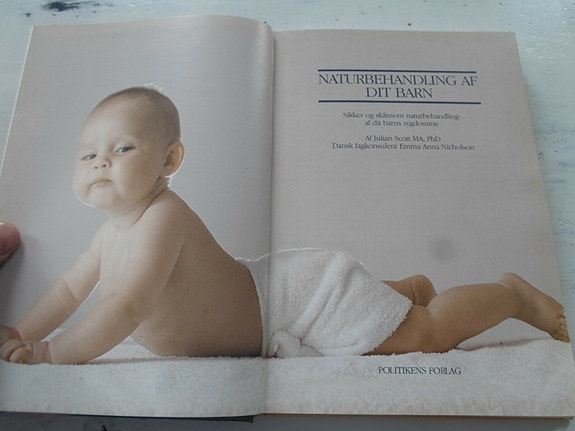 NATURBEHANDLING AF
DIT BARN
Sikker og skånsom naturbehandling
af dit barns sygdomme
Af Julian Scott MA, PhD
Dansk fagkonsulent Emma Anna Nicholson
POLITIKENS FORLAG